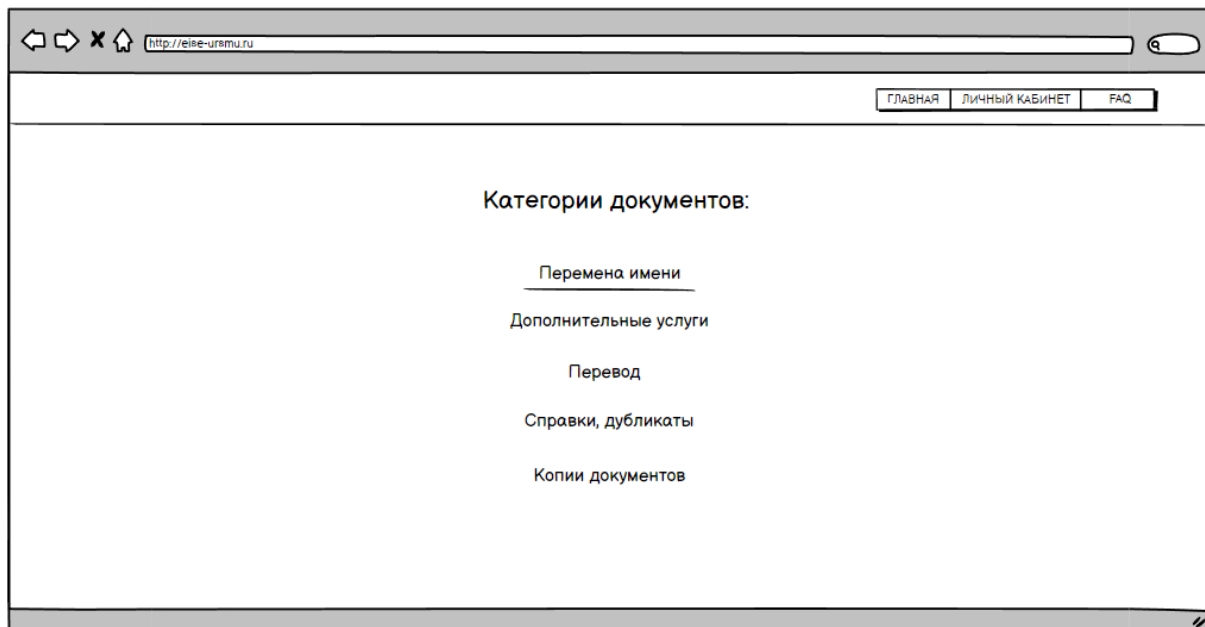 http://eise-ursmu.ru
ГЛАВНАЯ ЛИЧНЫЙ КАБИНЕТ FAQ
Категории документов:
Перемена имени
Дополнительные услуги
Перевод
Справки, дубликаты
Копии документов